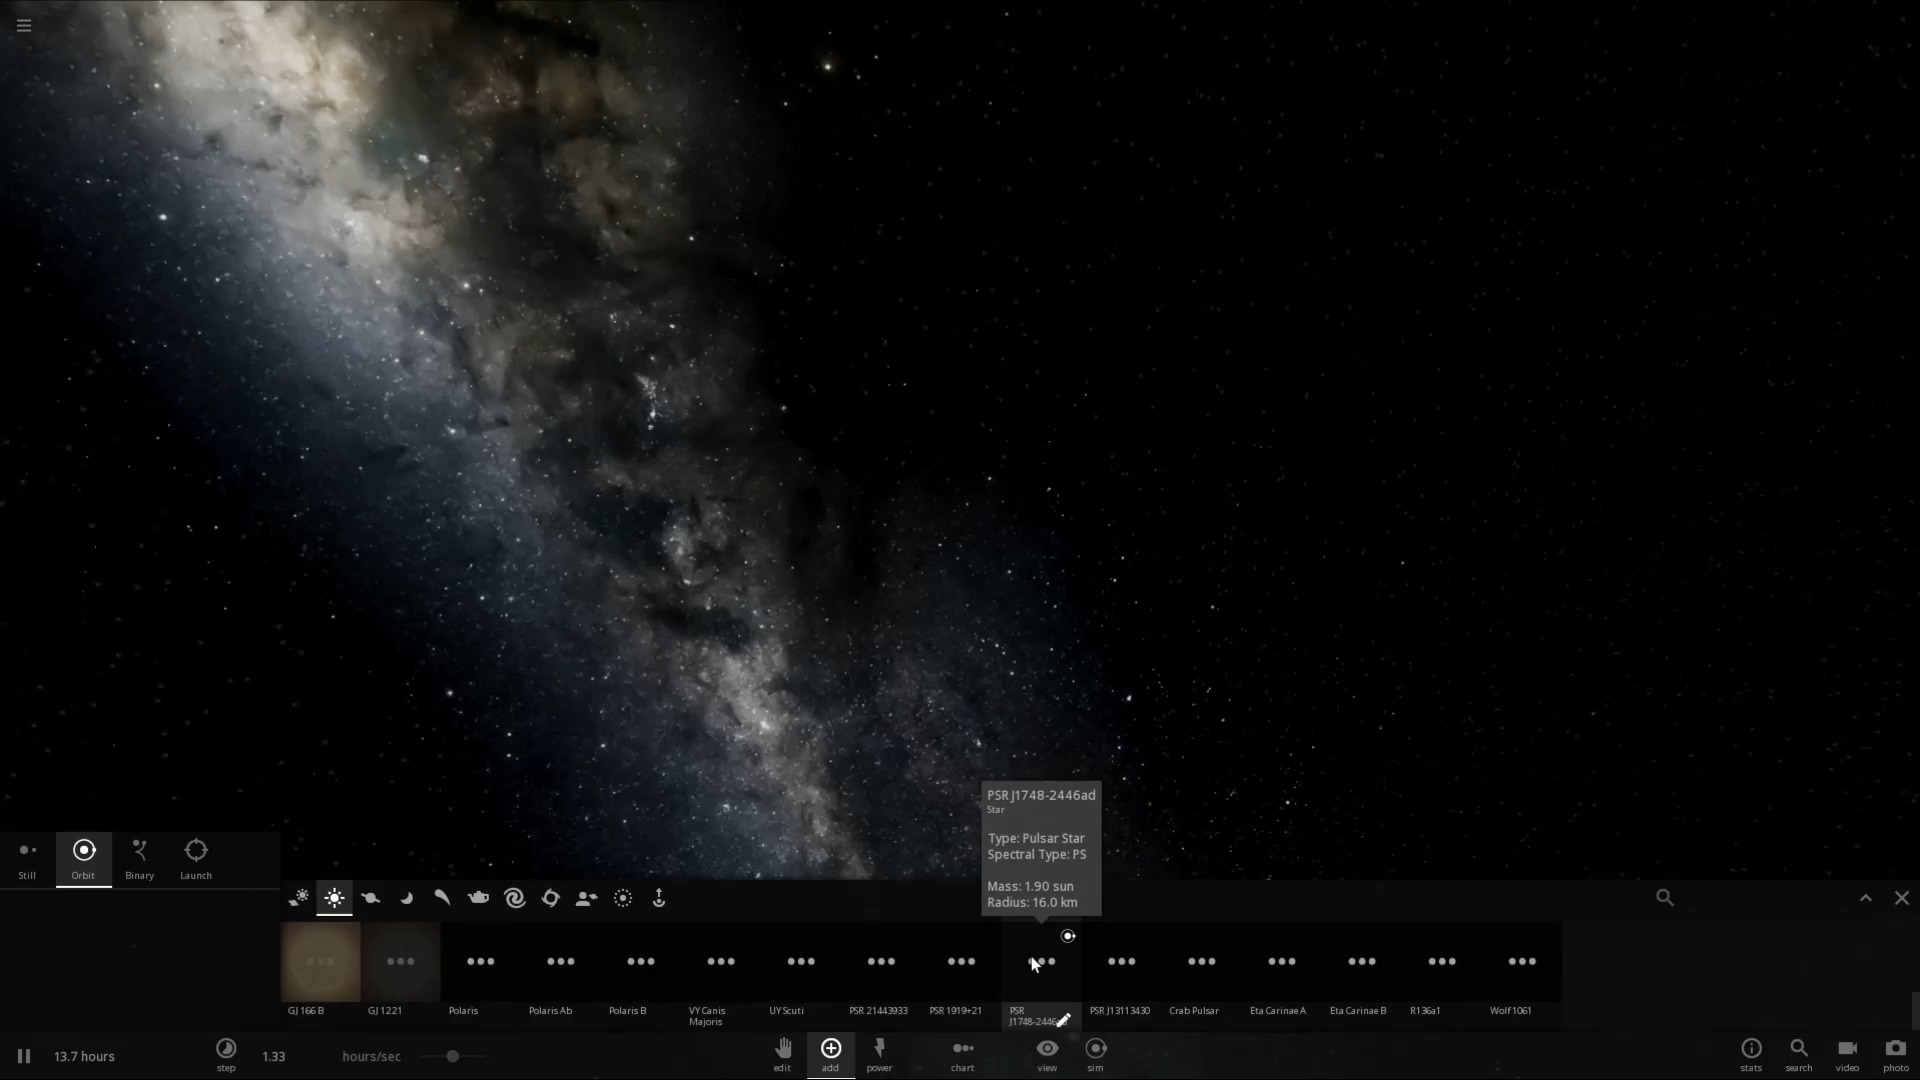 PSR J1748-2446ad
Star
Type: Pulsar Star
Spectral Type: PS
Mass: 1.90 sun
Radius: 16.0 km
Still
Orbit
Binary
Launch
GJ 166 B
GJ 1221
Polaris
Polaris Ab
Polaris B
VY Canis
Majoris
UY Scuti
PSR 21443933
PSR 1919+21
PSR
J1748-2446
PSR J13113430
Crab Pulsar
Eta Carinae A
Eta Carinae B
R136a1
Wolf 1061
13.7 hours
step
1.33
hours/sec
edit
add
power
chart
view
sim
stats
search
video
photo